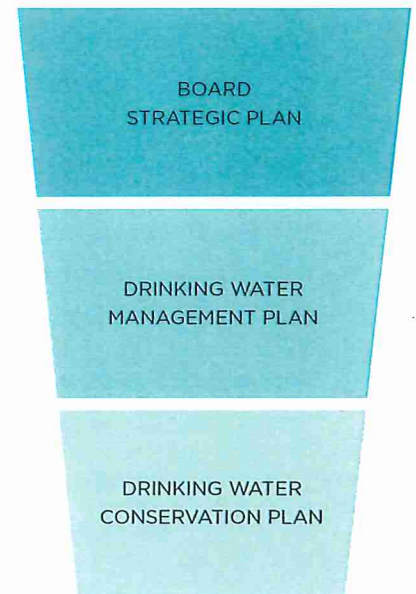 BOARD
STRATEGIC PLAN
DRINKING WATER
MANAGEMENT PLAN
DRINKING WATER
CONSERVATION PLAN